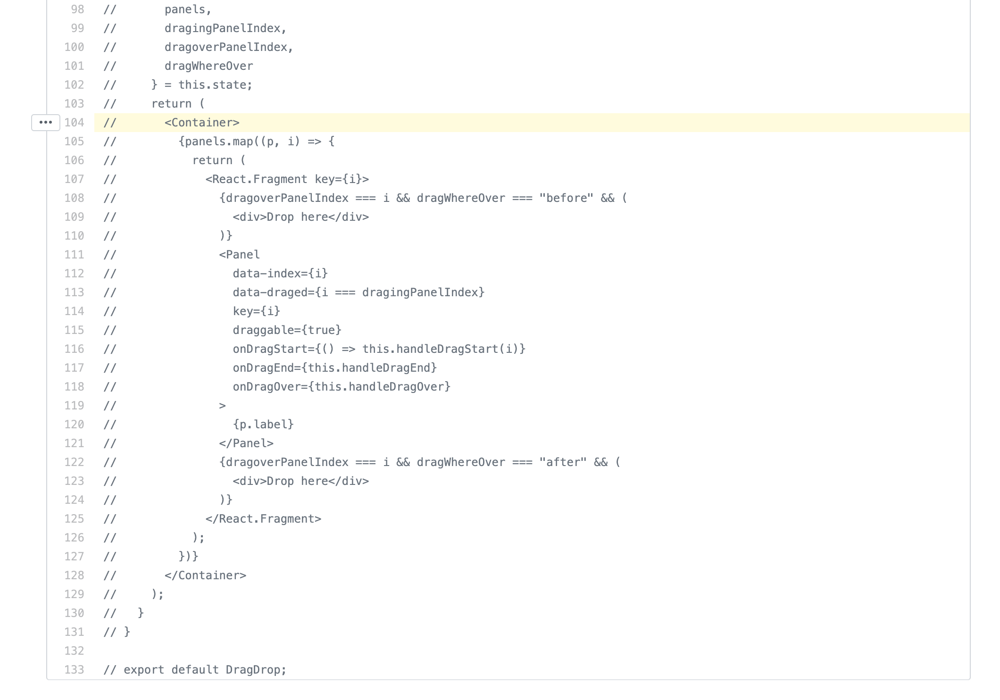 98 //       panels,
99 //       dragingPanelIndex,
100 //       dragoverPanelIndex,
101 //       dragWhereOver
102 //     } = this.state;
103 //     return (
••• 104 //       <Container>
105 //         {panels.map((p, i) => {
106 //           return (
107 //             <React.Fragment key={i}>
108 //               {dragoverPanelIndex === i && dragWhereOver === "before" && (
109 //                 <div>Drop here</div>
110 //               )}
111 //               <Panel
112 //                 data-index={i}
113 //                 data-draged={i === dragingPanelIndex}
114 //                 key={i}
115 //                 draggable={true}
116 //                 onDragStart={() => this.handleDragStart(i)}
117 //                 onDragEnd={this.handleDragEnd}
118 //                 onDragOver={this.handleDragOver}
119 //               >
120 //                 {p.label}
121 //               </Panel>
122 //               {dragoverPanelIndex === i && dragWhereOver === "after" && (
123 //                 <div>Drop here</div>
124 //               )}
125 //             </React.Fragment>
126 //           );
127 //         })}
128 //       </Container>
129 //     );
130 //   }
131 // }
132
133 // export default DragDrop;